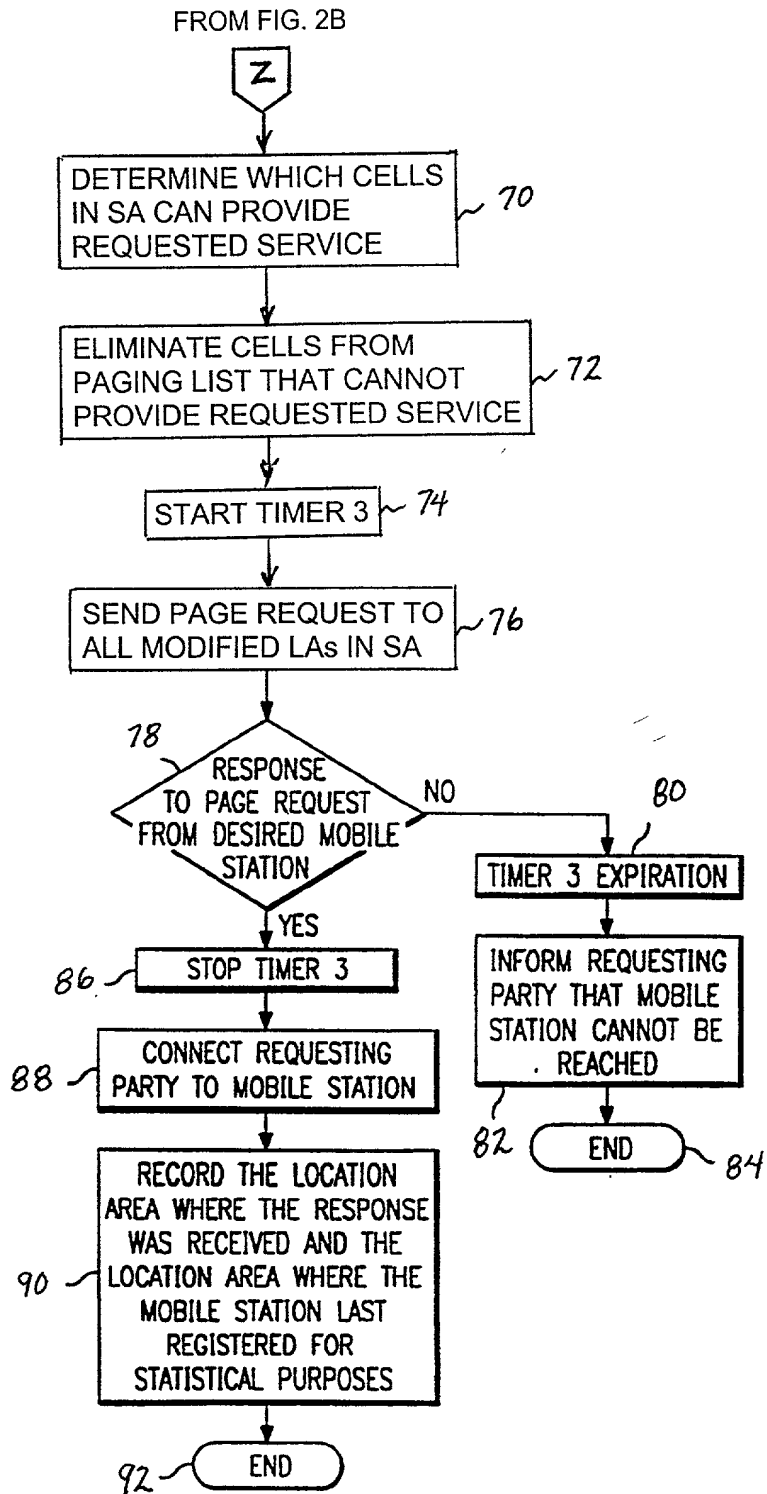 FROM FIG. 2B
Z
DETERMINE WHICH CELLS
IN SA CAN PROVIDE
REQUESTED SERVICE
70
ELIMINATE CELLS FROM
PAGING LIST THAT CANNOT
PROVIDE REQUESTED SERVICE
72
START TIMER 3
74
SEND PAGE REQUEST TO
ALL MODIFIED LAs IN SA
76
78
RESPONSE
TO PAGE REQUEST
FROM DESIRED MOBILE
STATION
NO
80
TIMER 3 EXPIRATION
INFORM REQUESTING
PARTY THAT MOBILE
STATION CANNOT BE
REACHED
82
END
84
YES
STOP TIMER 3
86
CONNECT REQUESTING
PARTY TO MOBILE STATION
88
RECORD THE LOCATION
AREA WHERE THE RESPONSE
WAS RECEIVED AND THE
LOCATION AREA WHERE THE
MOBILE STATION LAST
REGISTERED FOR
STATISTICAL PURPOSES
90
END
92